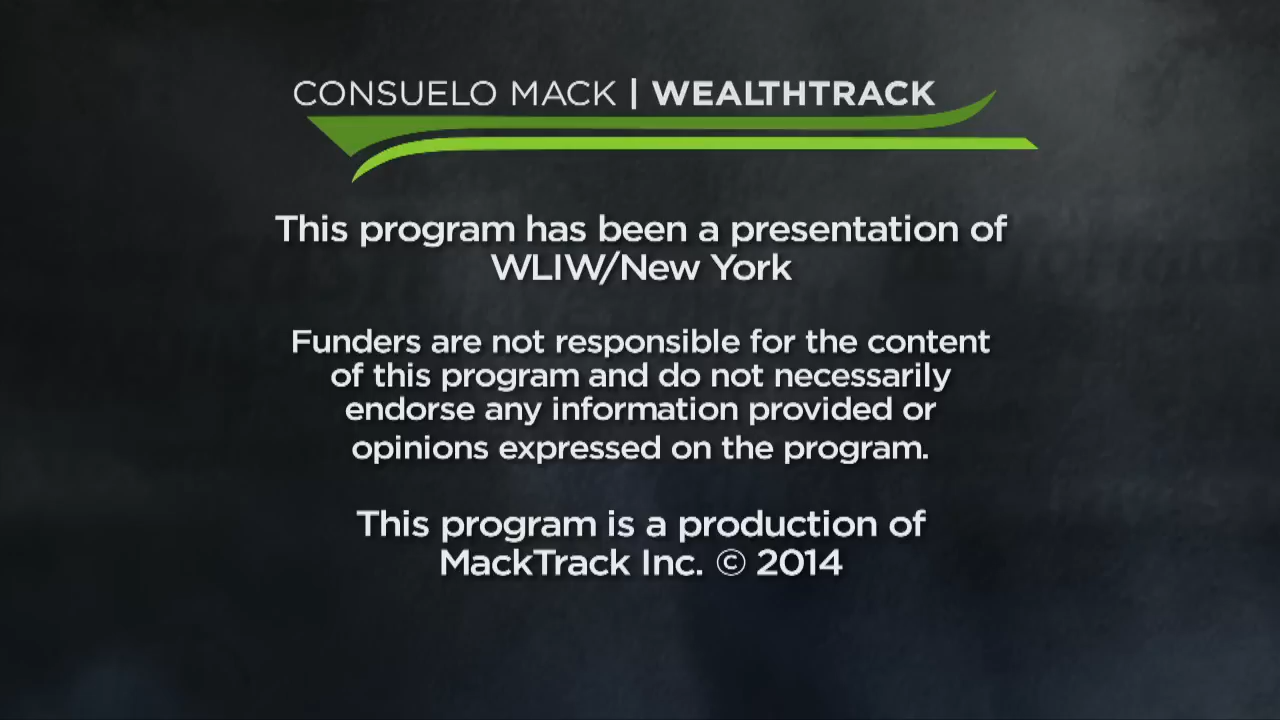 CONSUELO MACK | WEALTHTRACK
This program has been a presentation of
WLIW/New York
Funders are not responsible for the content
of this program and do not necessarily
endorse any information provided or
opinions expressed on the program.
This program is a production of
MackTrack Inc. © 2014